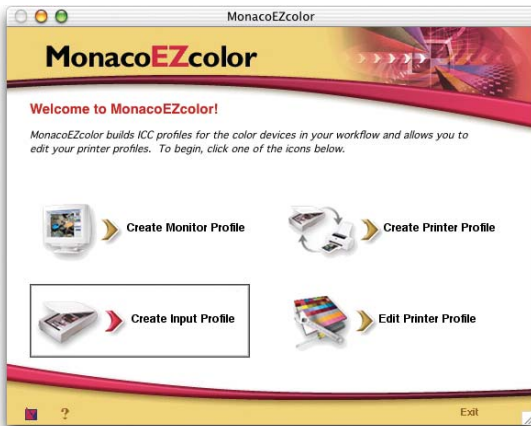 MonacoEZcolor
MonacoEZcolor
Welcome to MonacoEZcolor!
MonacoEZcolor builds ICC profiles for the color devices in your workflow and allows you to
edit your printer profiles. To begin, click one of the icons below.
Create Monitor Profile
Create Printer Profile
Create Input Profile
Edit Printer Profile
?
Exit